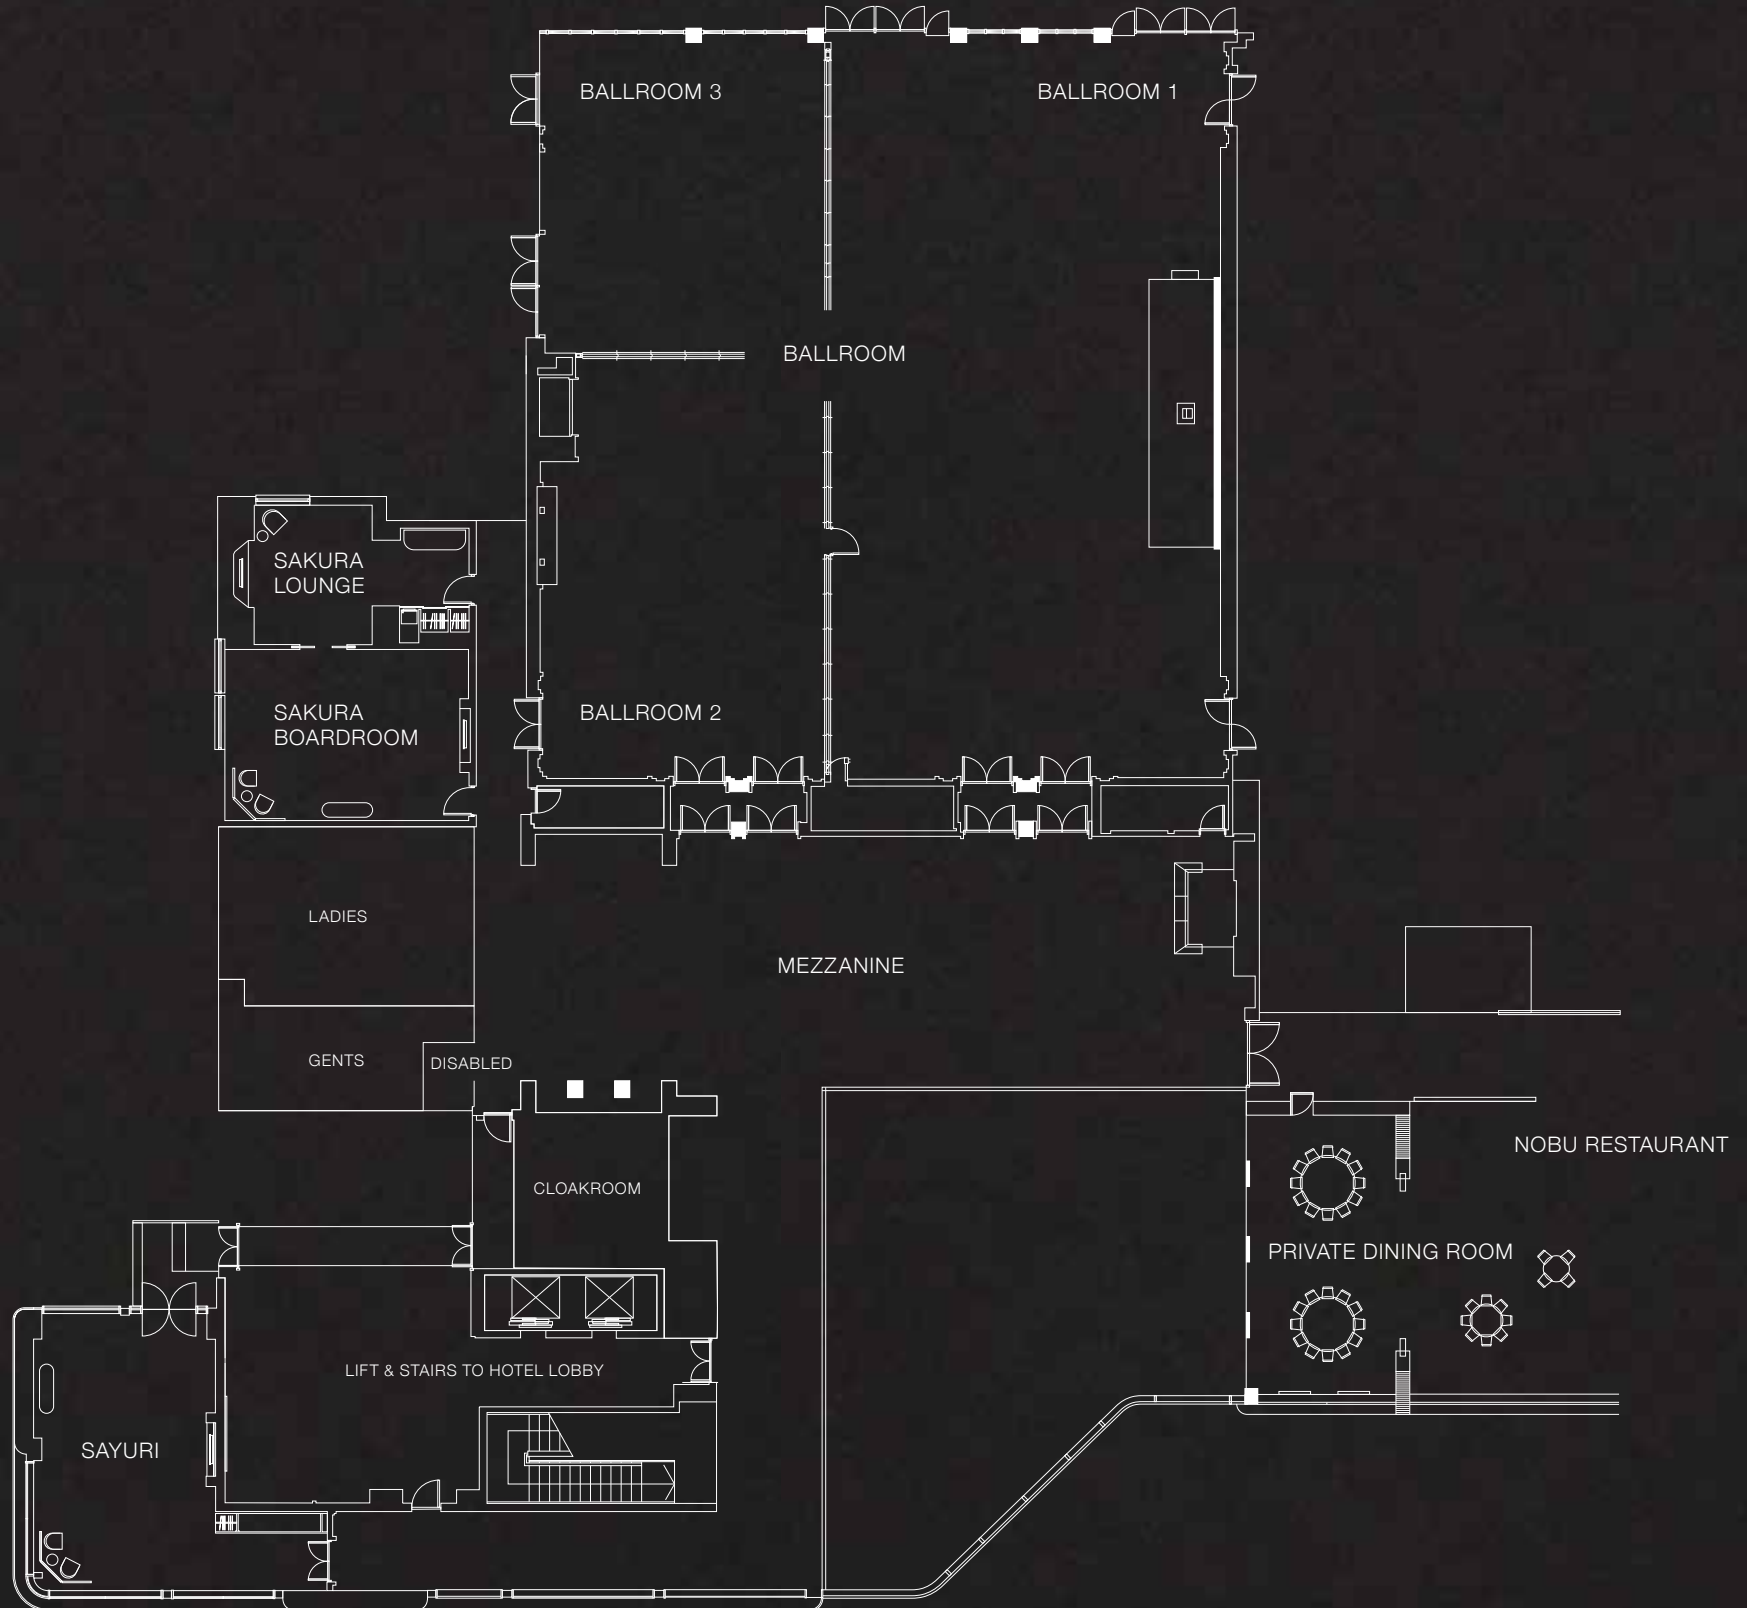 BALLROOM 3
BALLROOM 1
BALLROOM
SAKURA
LOUNGE
SAKURA
BOARDROOM
BALLROOM 2
LADIES
MEZZANINE
GENTS
DISABLED
NOBU RESTAURANT
CLOAKROOM
PRIVATE DINING ROOM
LIFT & STAIRS TO HOTEL LOBBY
SAYURI